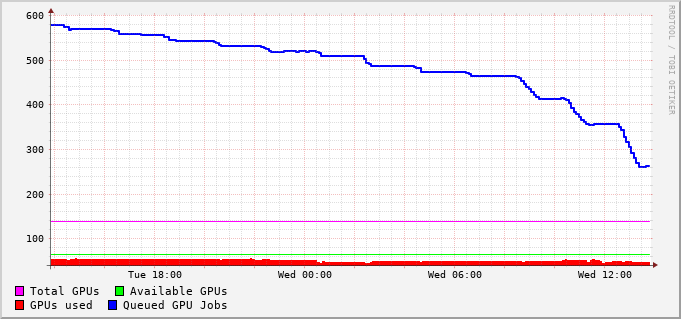 600
500
400
300
200
100
Tue 18:00 Wed 00:00 Wed 06:00 Wed 12:00
Total GPUs Available GPUs
GPUs used Queued GPU Jobs
RRDTOOL / TOBI OETIKER